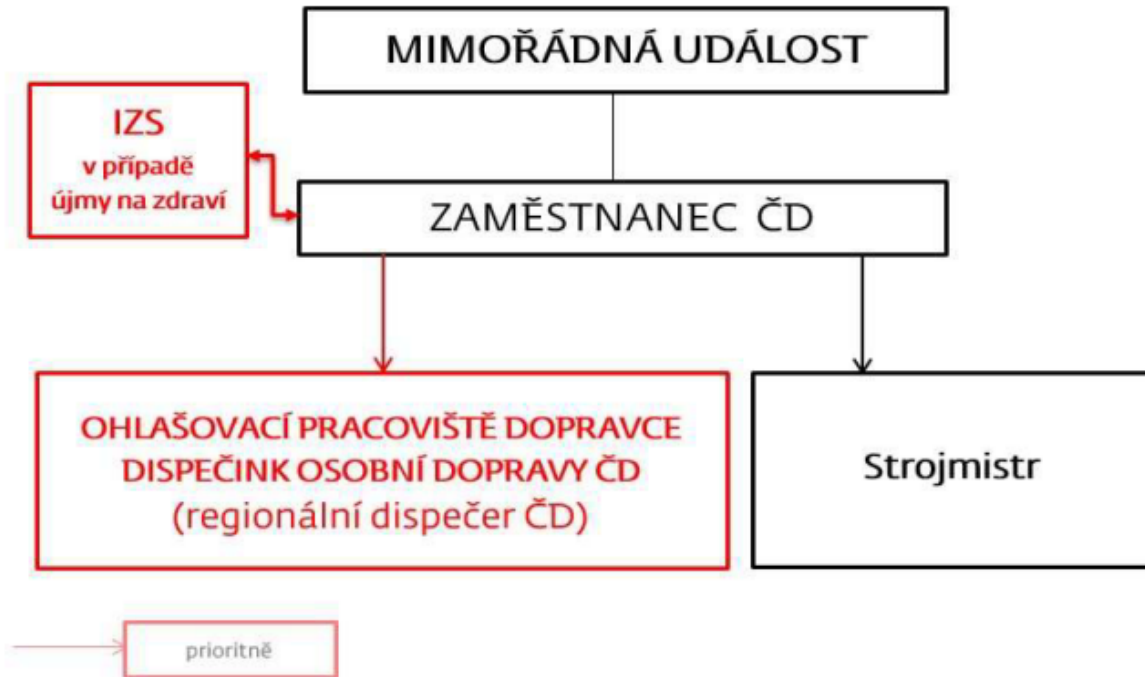 MIMOŘÁDNÁ UDÁLOST
IZS
v případě
újmy na zdraví
ZAMĚSTNANEC ČD
OHLAŠOVACÍ PRACOVIŠTĚ DOPRAVCE
DISPEČINK OSOBNÍ DOPRAVY ČD
(regionální dispečer ČD)
Strojmistr
prioritně